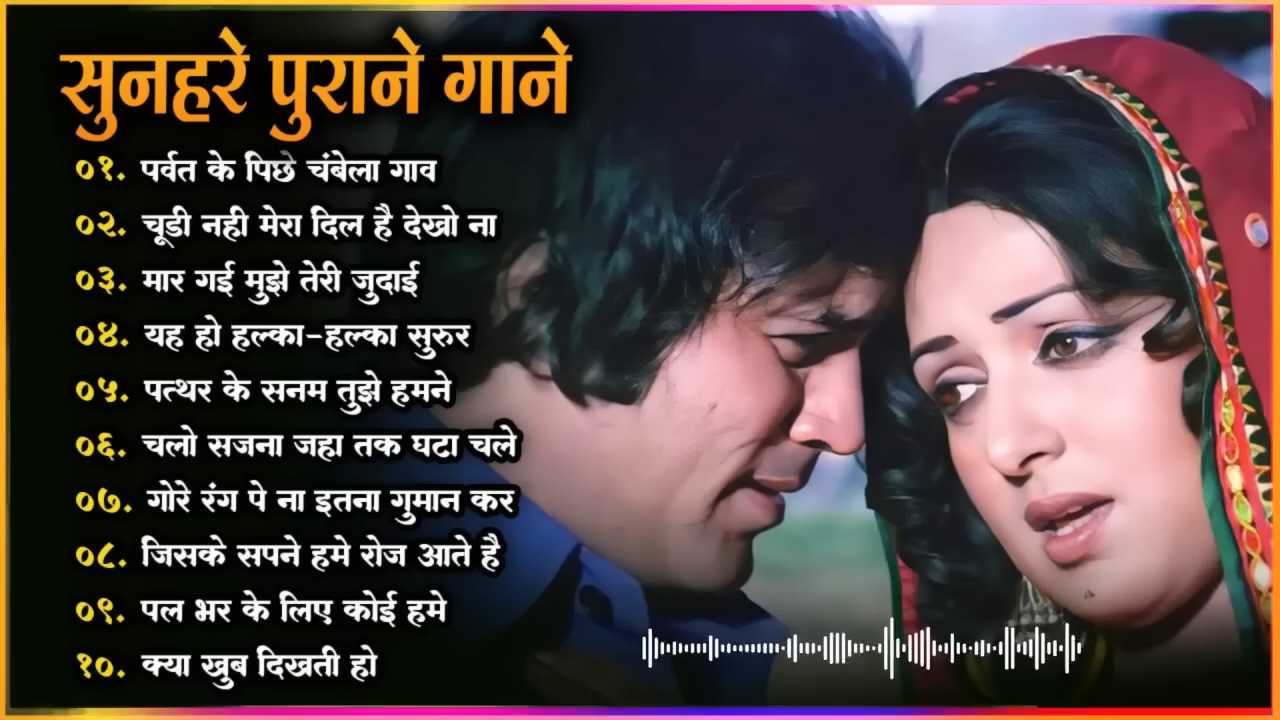 सुनहरे पुराने गाने
०१. पर्वत के पिछे चंबेला गाव
०२. चूडी नही मेरा दिल है देखो ना
०३. मार गई मुझे तेरी जुदाई
०४. यह हो हल्का-हल्का सुरुर
०५. पत्थर के सनम तुझे हमने
०६. चलो सजना जहा तक घटा चले
०७. गोरे रंग पे ना इतना गुमान कर
०८. जिसके सपने हमे रोज आते है
०९. पल भर के लिए कोई हमे
१०. क्या खुब दिखती हो